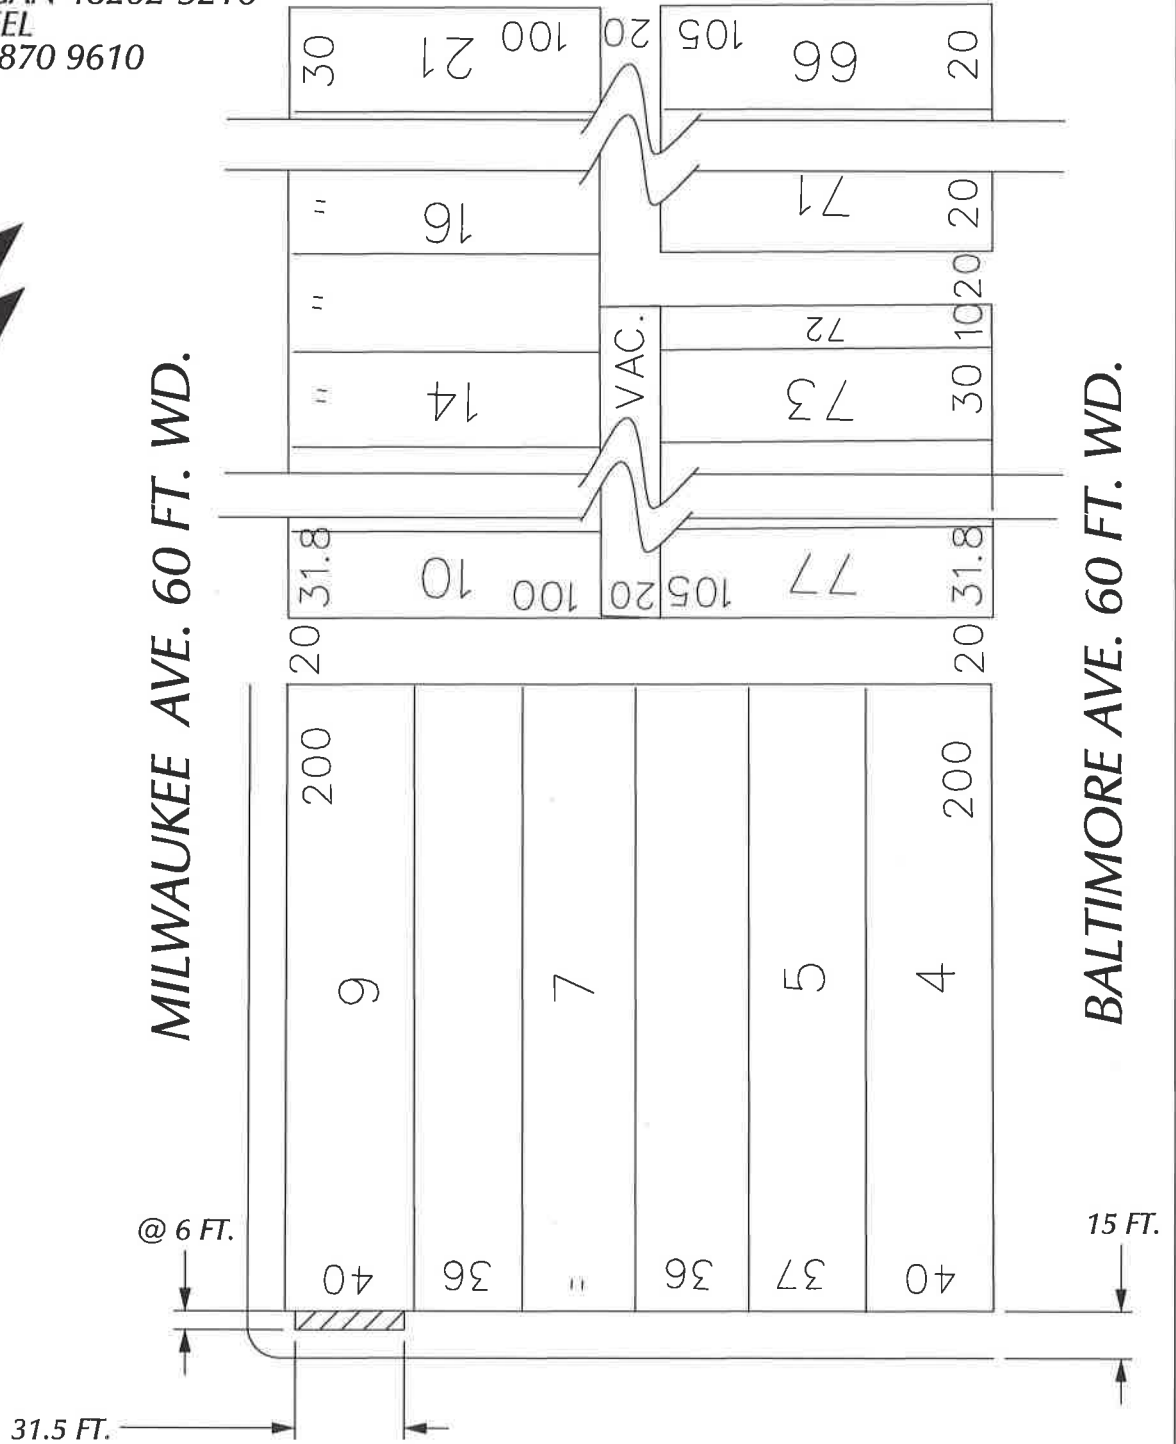 EEL
870 9610
30 21 100 20 105 66 20
" 16 71 20
" 20
72 10
" 14 VAC. 73 30
31.8 10 100 20 105 77 31.8
20 20
200 200
MILWAUKEE AVE. 60 FT. WD.
BALTIMORE AVE. 60 FT. WD.
9 7 5 4
@ 6 FT. 15 FT.
40 36 " 36 37 40
31.5 FT.